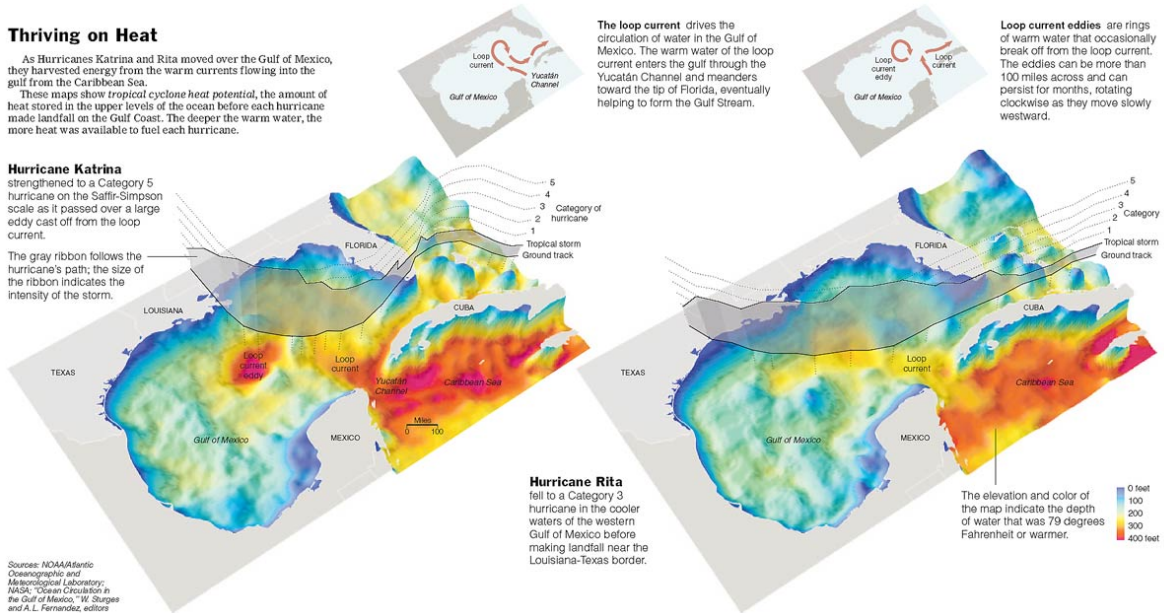 Thriving on Heat
As Hurricanes Katrina and Rita moved over the Gulf of Mexico,
they harvested energy from the warm currents flowing into the
gulf from the Caribbean Sea.
These maps show tropical cyclone heat potential, the amount of
heat stored in the upper levels of the ocean before each hurricane
made landfall on the Gulf Coast. The deeper the warm water, the
more heat was available to fuel each hurricane.
Loop
current
Yucatán
Channel
Gulf of Mexico
The loop current drives the
circulation of water in the Gulf of
Mexico. The warm water of the loop
current enters the gulf through the
Yucatán Channel and meanders
toward the tip of Florida, eventually
helping to form the Gulf Stream.
Loop
current
eddy
Loop
current
Gulf of Mexico
Loop current eddies are rings
of warm water that occasionally
break off from the loop current.
The eddies can be more than
100 miles across and can
persist for months, rotating
clockwise as they move slowly
westward.
Hurricane Katrina
strengthened to a Category 5
hurricane on the Saffir-Simpson
scale as it passed over a large
eddy cast off from the loop
current.
The gray ribbon follows the
hurricane's path; the size of
the ribbon indicates the
intensity of the storm.
5
4
3
2
1
Category of
hurricane
Tropical storm
Ground track
FLORIDA
LOUISIANA
CUBA
TEXAS
Loop
current
eddy
Loop
current
Yucatán
Channel
Caribbean Sea
Miles
0 100
Gulf of Mexico
MEXICO
5
4
3
2
1
Category
Tropical storm
Ground track
FLORIDA
LOUISIANA
CUBA
TEXAS
Loop
current
Caribbean Sea
Gulf of Mexico
MEXICO
Hurricane Rita
fell to a Category 3
hurricane in the cooler
waters of the western
Gulf of Mexico before
making landfall near the
Louisiana-Texas border.
The elevation and color of
the map indicate the depth
of water that was 79 degrees
Fahrenheit or warmer.
0 feet
100
200
300
400 feet
Sources: NOAA/Atlantic
Oceanographic and
Meteorological Laboratory;
NASA; "Ocean Circulation in
the Gulf of Mexico," W. Sturges
and A.L. Fernandez, editors